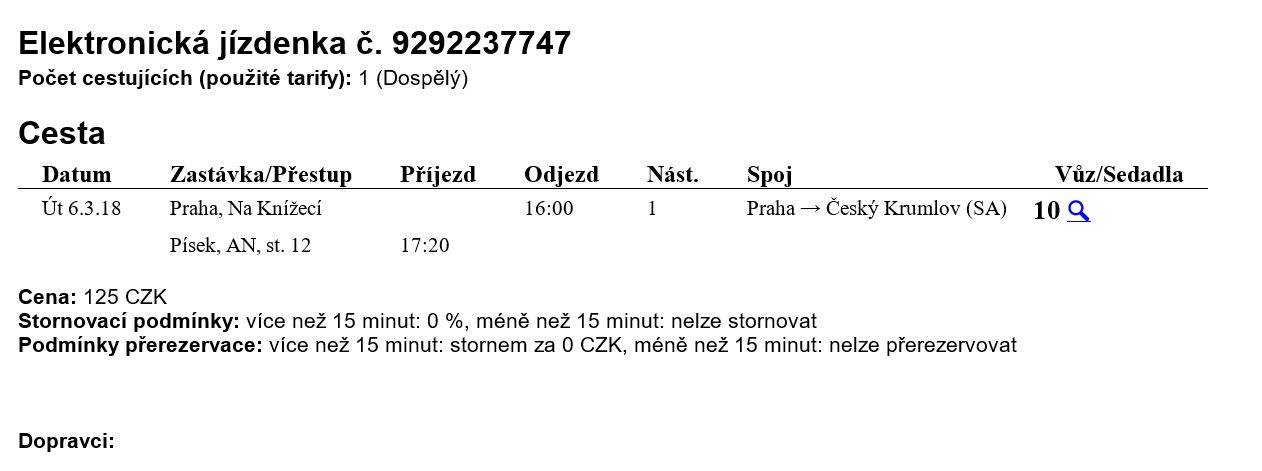 Elektronická jízdenka č. 9292237747
Počet cestujících (použité tarify): 1 (Dospělý)
Cesta
Datum Zastávka/Přestup Příjezd Odjezd Nást. Spoj Vůz/Sedadla
Út 6.3.18 Praha, Na Knížecí 16:00 1 Praha → Český Krumlov (SA) 10
Písek, AN, st. 12 17:20
Cena: 125 CZK
Stornovací podmínky: více než 15 minut: 0 %, méně než 15 minut: nelze stornovat
Podmínky přerezervace: více než 15 minut: stornem za 0 CZK, méně než 15 minut: nelze přerezervovat
Dopravci: